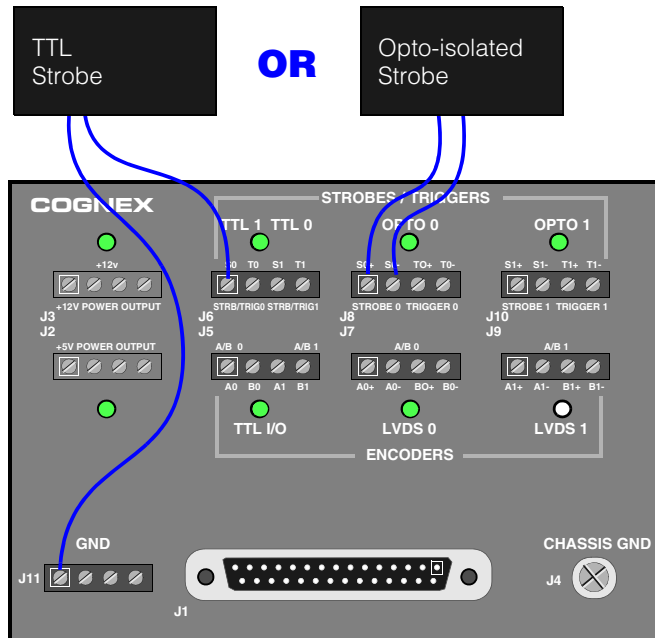 TTL
Strobe
OR
Opto-isolated
Strobe
COGNEX
STROBES / TRIGGERS
TTL 1 TTL 0
OPTO 0
OPTO 1
+12v
S0 T0 S1 T1
S0+ S0- TO+ T0-
S1+ S1- T1+ T1-
J3
+12V POWER OUTPUT
J6
STRB/TRIG0 STRB/TRIG1
J8
STROBE 0 TRIGGER 0
J10
STROBE 1 TRIGGER 1
J2
+5V POWER OUTPUT
J5
A/B 0
A/B 1
J7
A/B 0
J9
A/B 1
A0 B0 A1 B1
A0+ A0- BO+ B0-
A1+ A1- B1+ B1-
TTL I/O
LVDS 0
LVDS 1
ENCODERS
GND
CHASSIS GND
J11
J4
J1